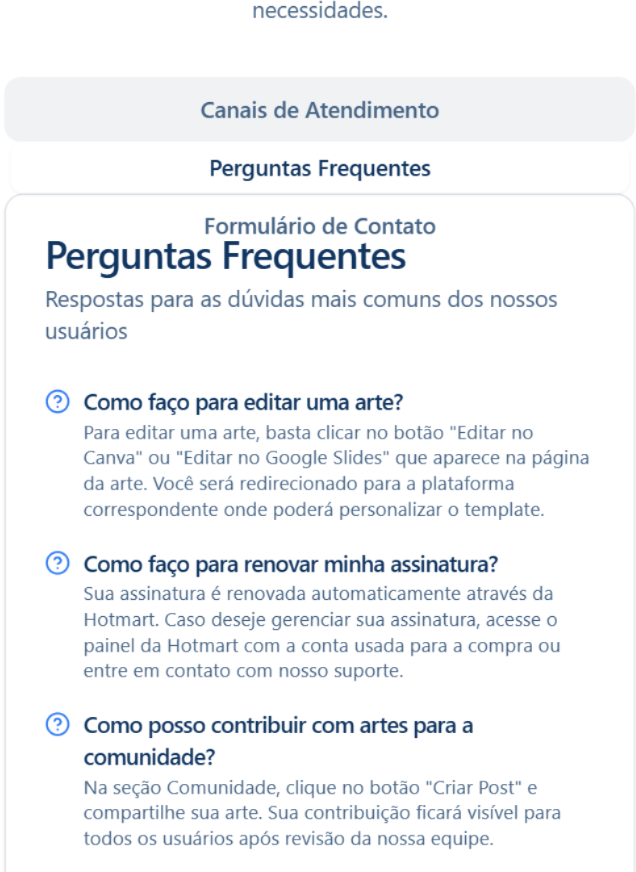 necessidades.
Canais de Atendimento
Perguntas Frequentes
Formulário de Contato
Perguntas Frequentes
Respostas para as dúvidas mais comuns dos nossos
usuários
Como faço para editar uma arte?
Para editar uma arte, basta clicar no botão "Editar no
Canva" ou "Editar no Google Slides" que aparece na página
da arte. Você será redirecionado para a plataforma
correspondente onde poderá personalizar o template.
Como faço para renovar minha assinatura?
Sua assinatura é renovada automaticamente através da
Hotmart. Caso deseje gerenciar sua assinatura, acesse o
painel da Hotmart com a conta usada para a compra ou
entre em contato com nosso suporte.
Como posso contribuir com artes para a
comunidade?
Na seção Comunidade, clique no botão "Criar Post" e
compartilhe sua arte. Sua contribuição ficará visível para
todos os usuários após revisão da nossa equipe.